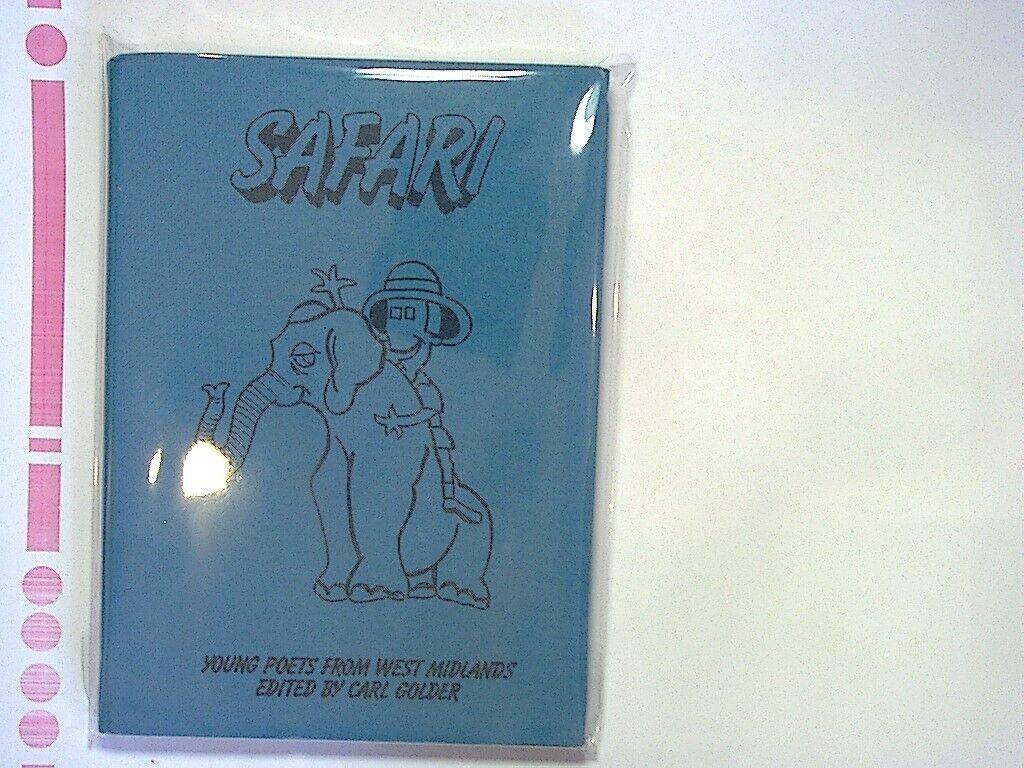 SAFARI
YOUNG POETS FROM WEST MIDLANDS
EDITED BY CARL GOLDER